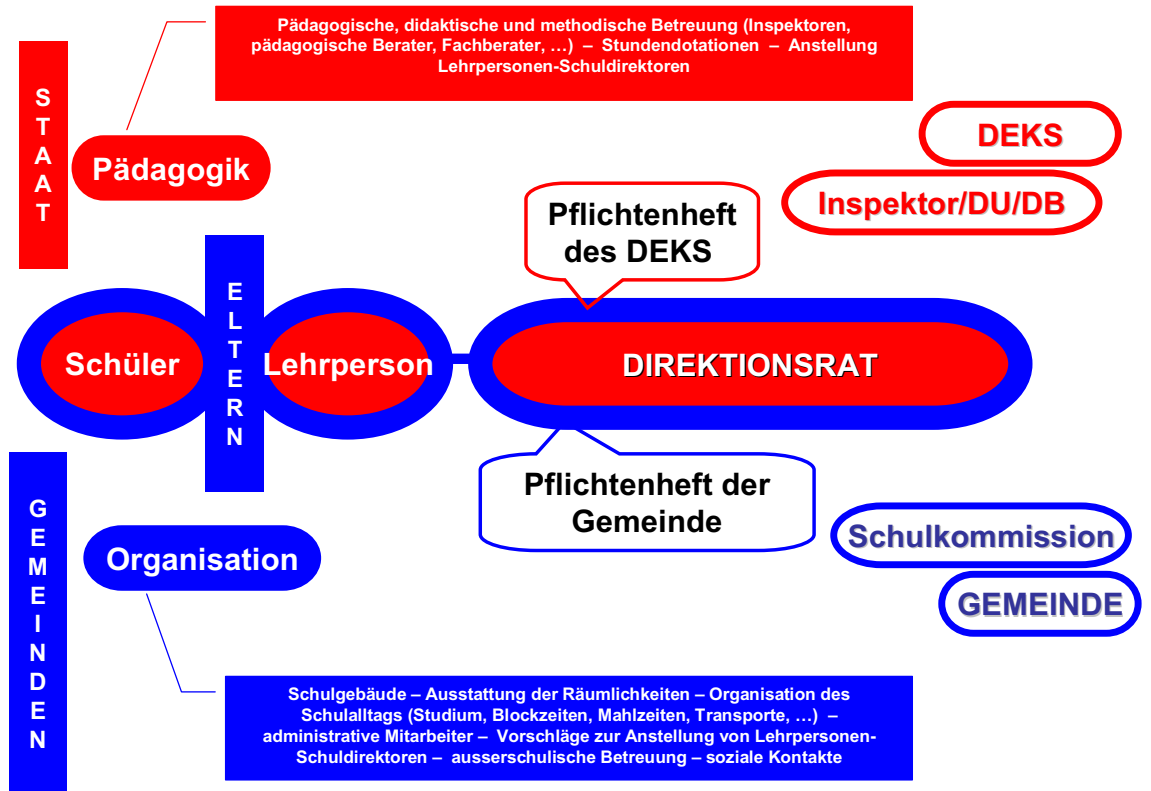 Pädagogische, didaktische und methodische Betreuung (Inspektoren,
pädagogische Berater, Fachberater, …) – Stundendotationen – Anstellung
Lehrpersonen-Schuldirektoren
STAAT
Pädagogik
DEKS
Inspektor/DU/DB
Pflichtenheft
des DEKS
ELTERN
Schüler
Lehrperson
DIREKTIONSRAT
Pflichtenheft der
Gemeinde
GEMEINDEN
Organisation
Schulkommission
GEMEINDE
Schulgebäude – Ausstattung der Räumlichkeiten – Organisation des
Schulalltags (Studium, Blockzeiten, Mahlzeiten, Transporte, …) –
administrative Mitarbeiter – Vorschläge zur Anstellung von Lehrpersonen-
Schuldirektoren – ausserschulische Betreuung – soziale Kontakte